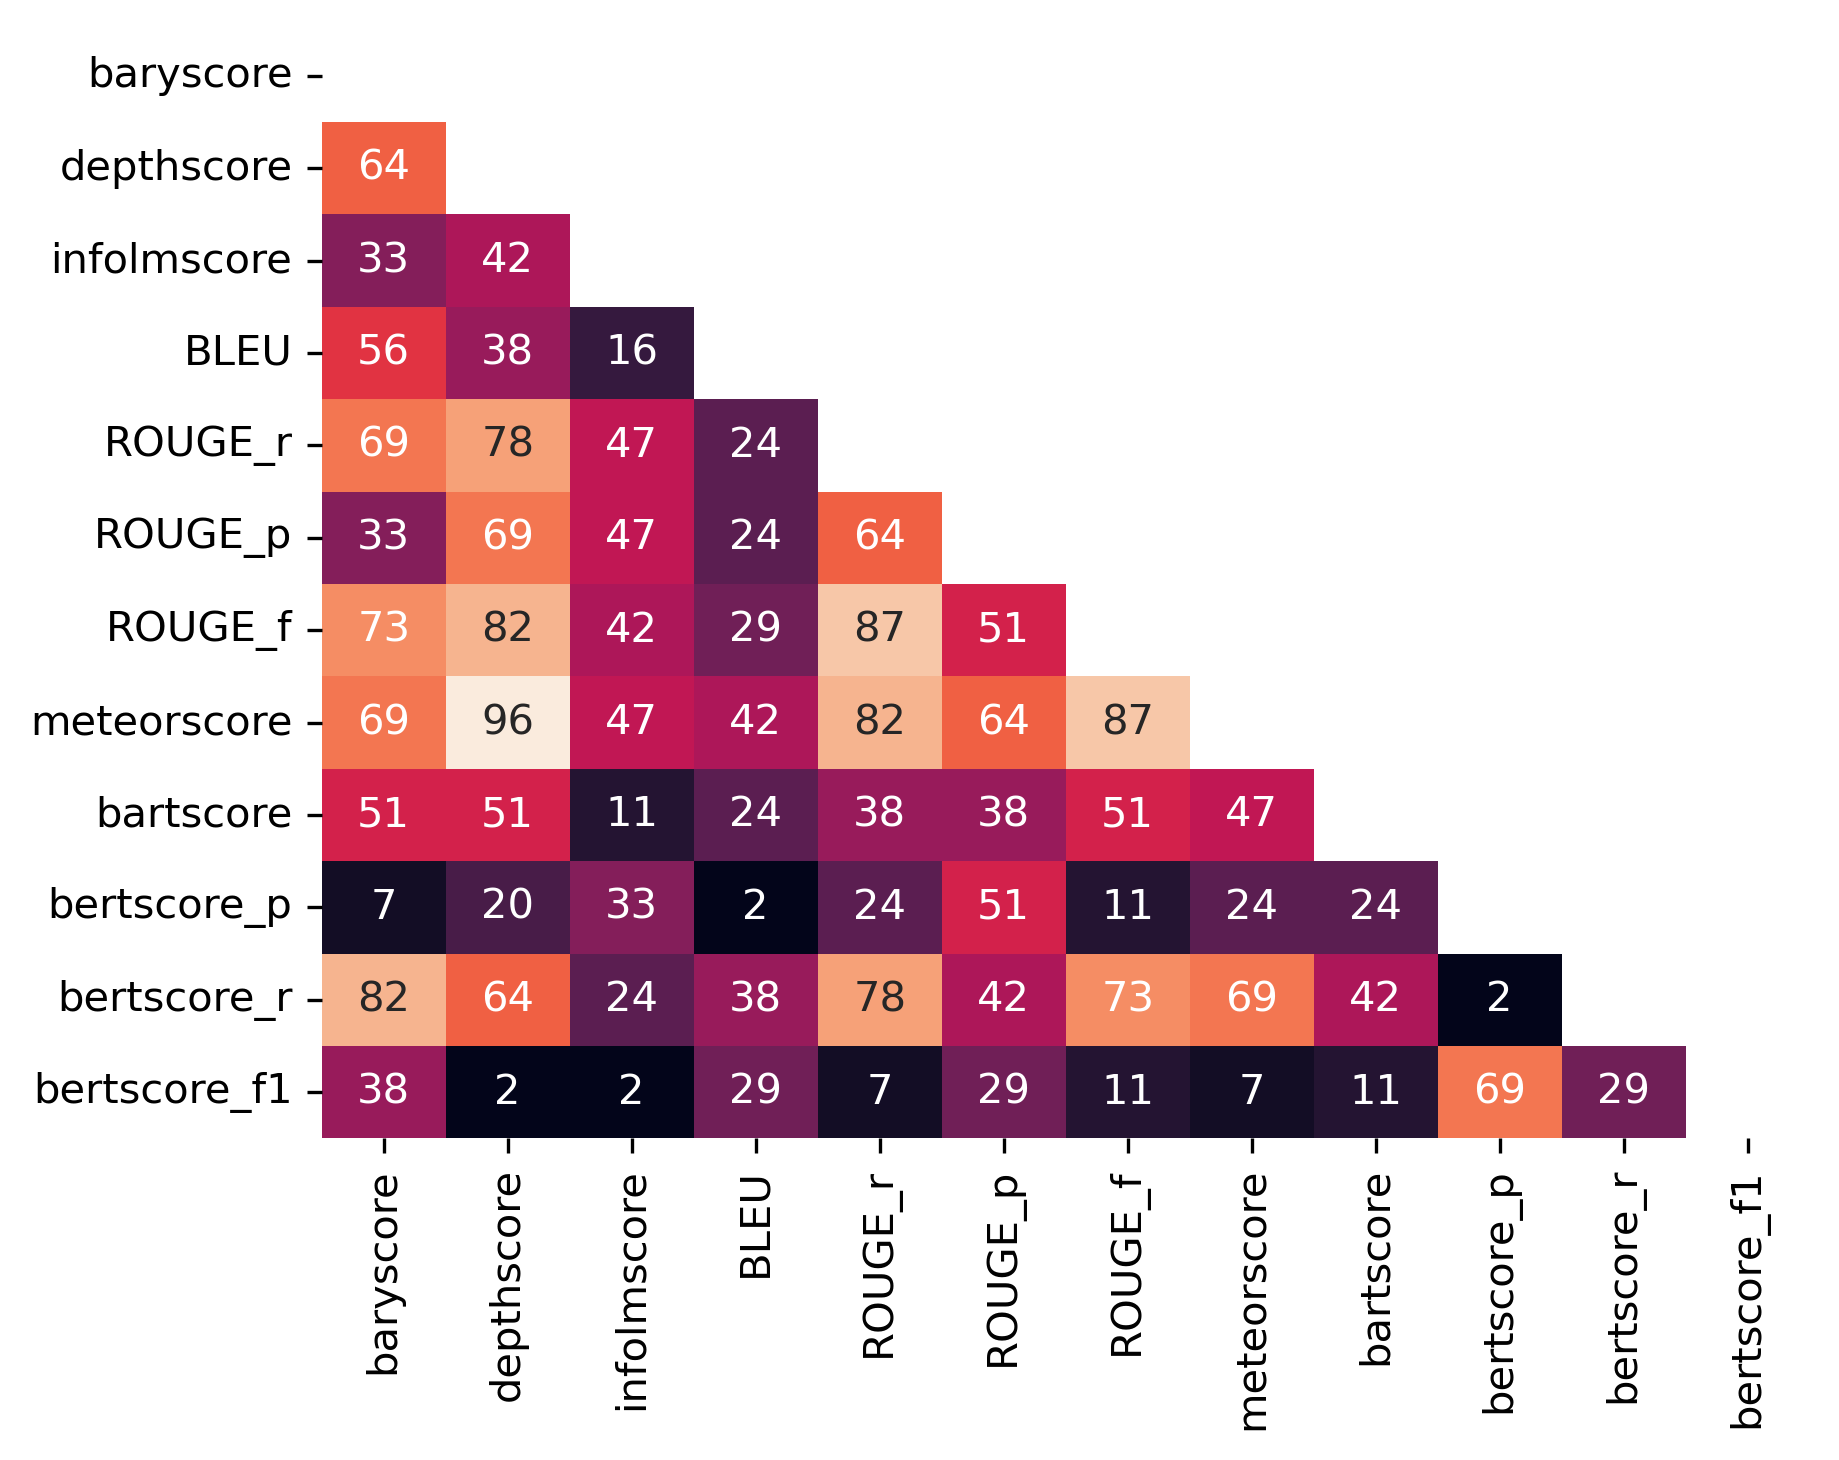 baryscore
depthscore 64
infolmscore 33 42
BLEU 56 38 16
ROUGE_r 69 78 47 24
ROUGE_p 33 69 47 24 64
ROUGE_f 73 82 42 29 87 51
meteorscore 69 96 47 42 82 64 87
bartscore 51 51 11 24 38 38 51 47
bertscore_p 7 20 33 2 24 51 11 24 24
bertscore_r 82 64 24 38 78 42 73 69 42 2
bertscore_f1 38 2 2 29 7 29 11 7 11 69 29
baryscore
depthscore
infolmscore
BLEU
ROUGE_r
ROUGE_p
ROUGE_f
meteorscore
bartscore
bertscore_p
bertscore_r
bertscore_f1